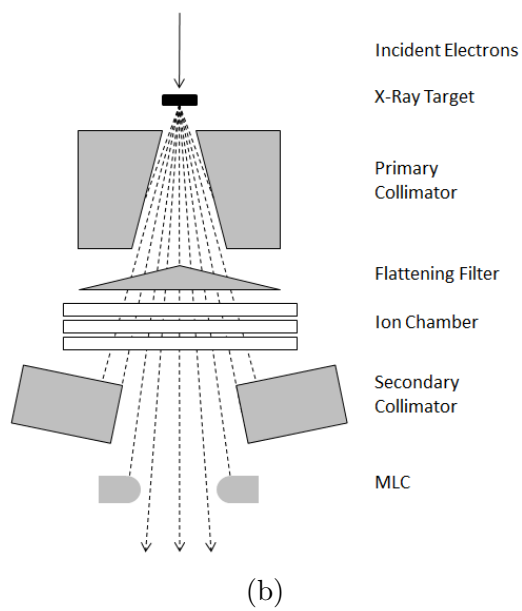 Incident Electrons
X-Ray Target
Primary
Collimator
Flattening Filter
Ion Chamber
Secondary
Collimator
MLC
(b)